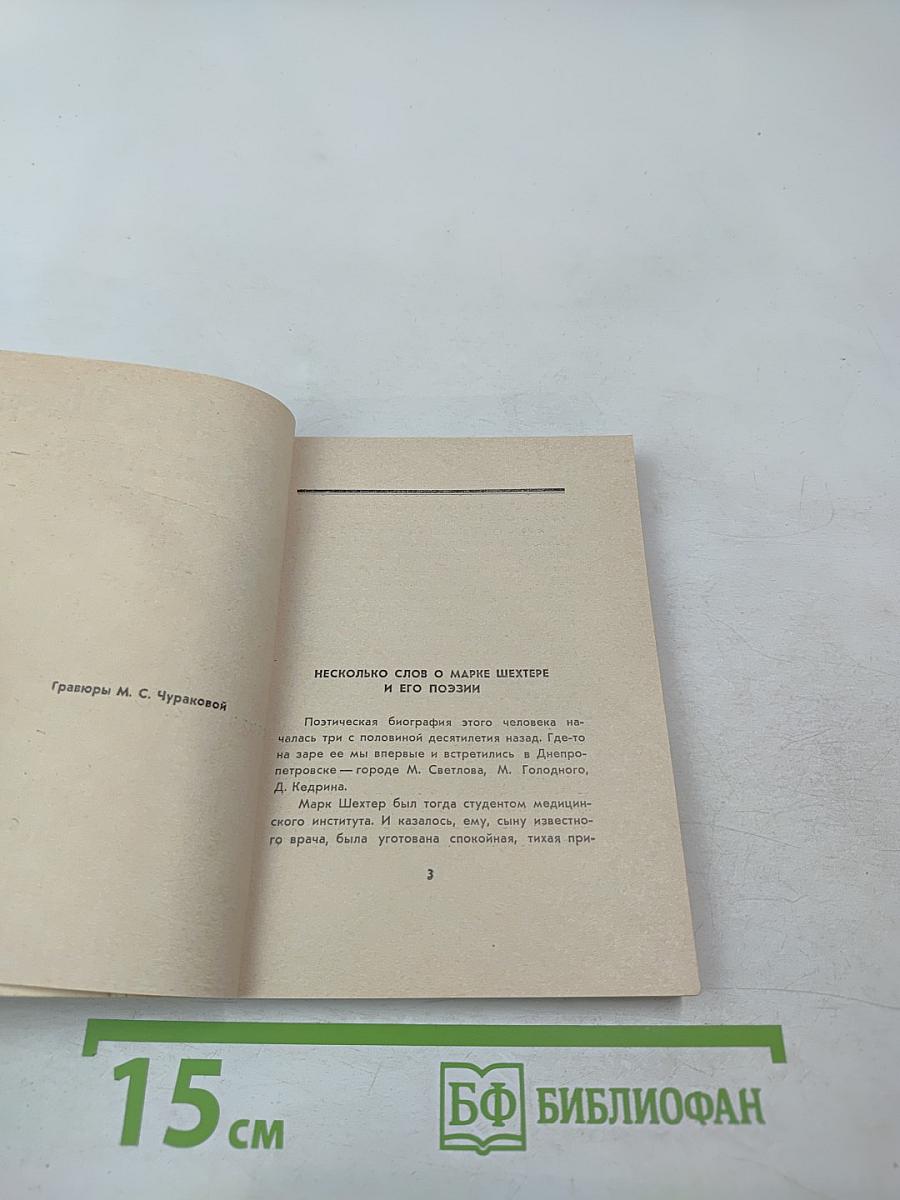 Гравюры М. С. Чураковой
НЕСКОЛЬКО СЛОВ О МАРКЕ ШЕХТЕРЕ
И ЕГО ПОЭЗИИ
Поэтическая биография этого человека на-
чалась три с половиной десятилетия назад. Где-то
на заре ее мы впервые и встретились в Днепро-
петровске — городе М. Светлова, М. Голодного,
Д. Кедрина.
Марк Шехтер был тогда студентом медицин-
ского института. И казалось, ему, сыну известно-
го врача, была уготована спокойная, тихая при-
3
15 см
БФ БИБЛИОФАН